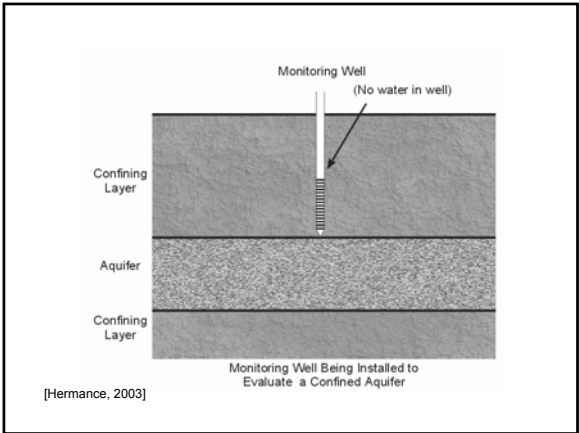 Monitoring Well
(No water in well)
Confining
Layer
Aquifer
Confining
Layer
Monitoring Well Being Installed to
Evaluate a Confined Aquifer
[Hermance, 2003]